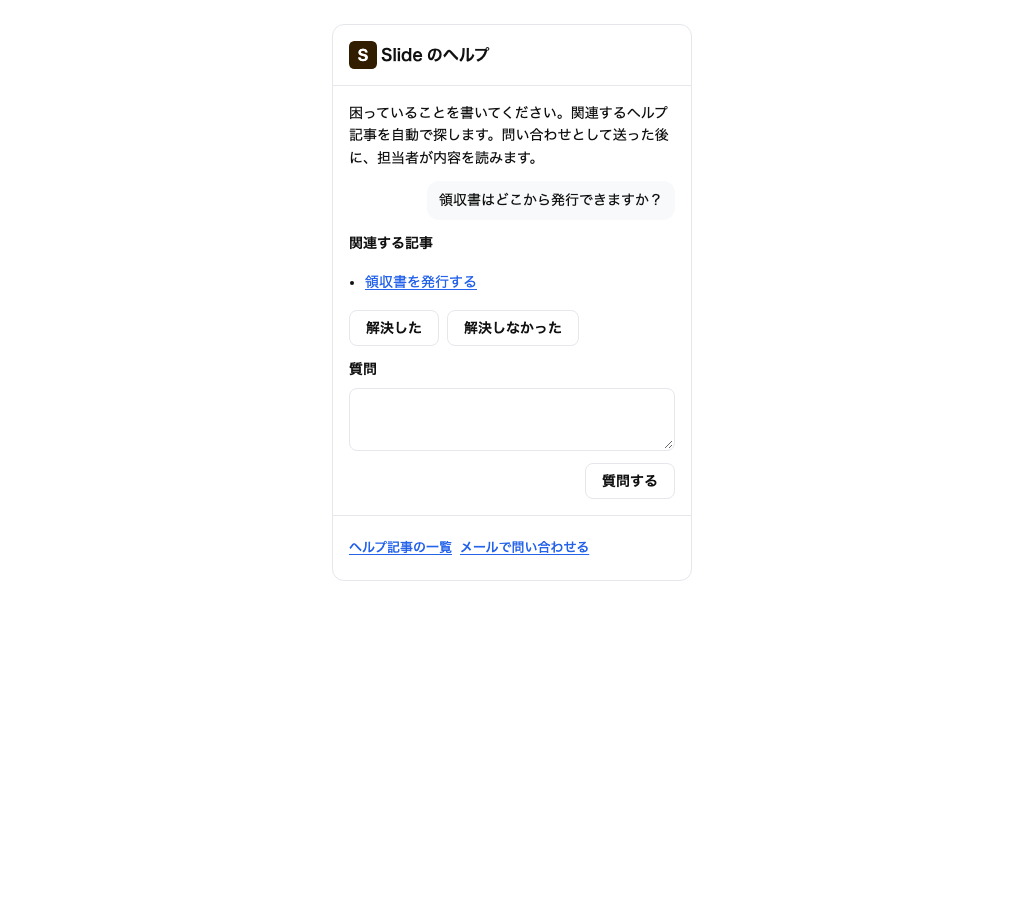 S Slide のヘルプ
困っていることを書いてください。関連するヘルプ
記事を自動で探します。問い合わせとして送った後
に、担当者が内容を読みます。
領収書はどこから発行できますか？
関連する記事
• 領収書を発行する
解決した 解決しなかった
質問
質問する
ヘルプ記事の一覧 メールで問い合わせる